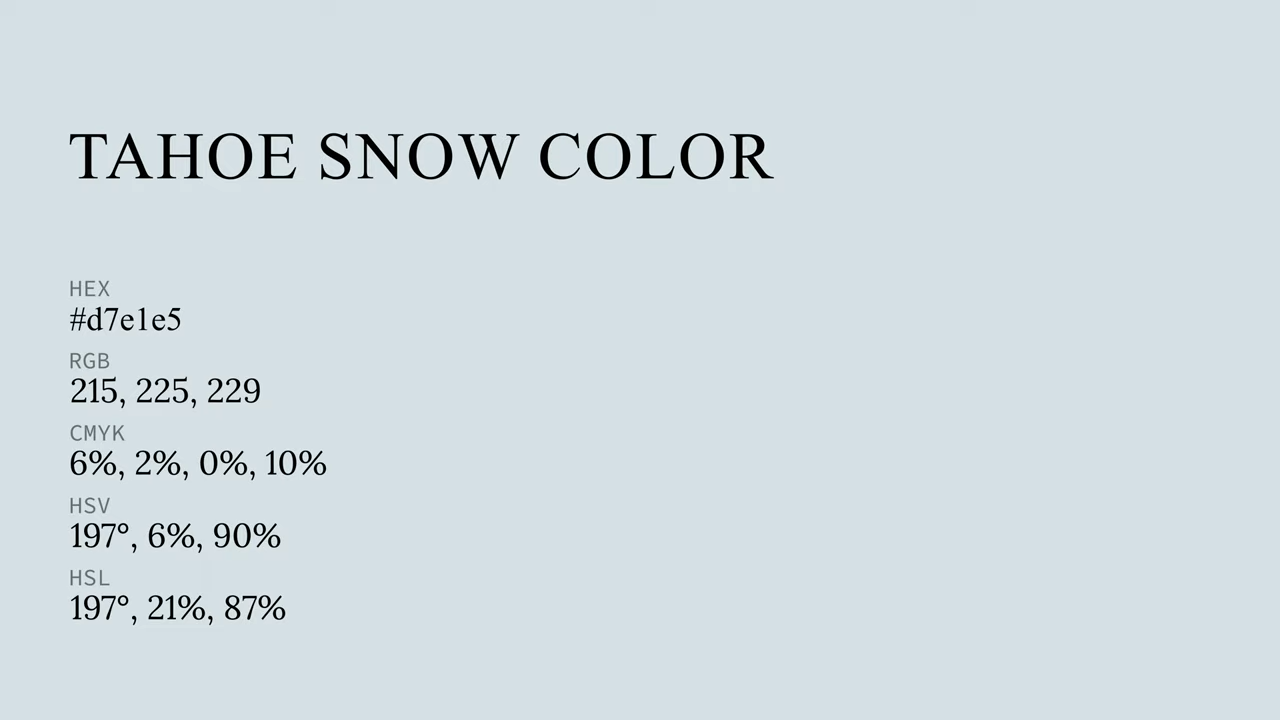 TAHOE SNOW COLOR
HEX
#d7e1e5
RGB
215, 225, 229
CMYK
6%, 2%, 0%, 10%
HSV
197°, 6%, 90%
HSL
197°, 21%, 87%